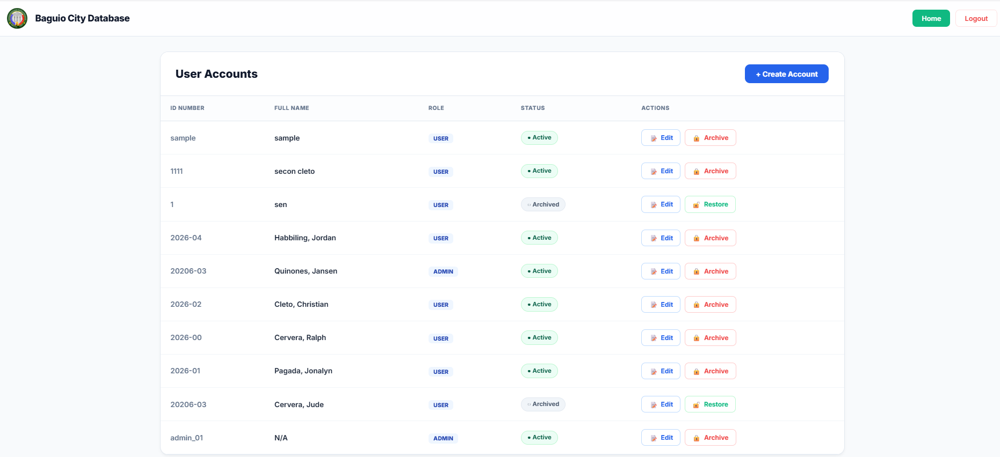 Baguio City Database
Home
Logout
User Accounts
+ Create Account
ID NUMBER FULL NAME ROLE STATUS ACTIONS
sample sample USER • Active Edit Archive
1111 secon cleto USER • Active Edit Archive
1 sen USER Archived Edit Restore
2026-04 Habbiling, Jordan USER • Active Edit Archive
20206-03 Quinones, Jansen ADMIN • Active Edit Archive
2026-02 Cleto, Christian USER • Active Edit Archive
2026-00 Cervera, Ralph USER • Active Edit Archive
2026-01 Pagada, Jonalyn USER • Active Edit Archive
20206-03 Cervera, Jude USER Archived Edit Restore
admin_01 N/A ADMIN • Active Edit Archive